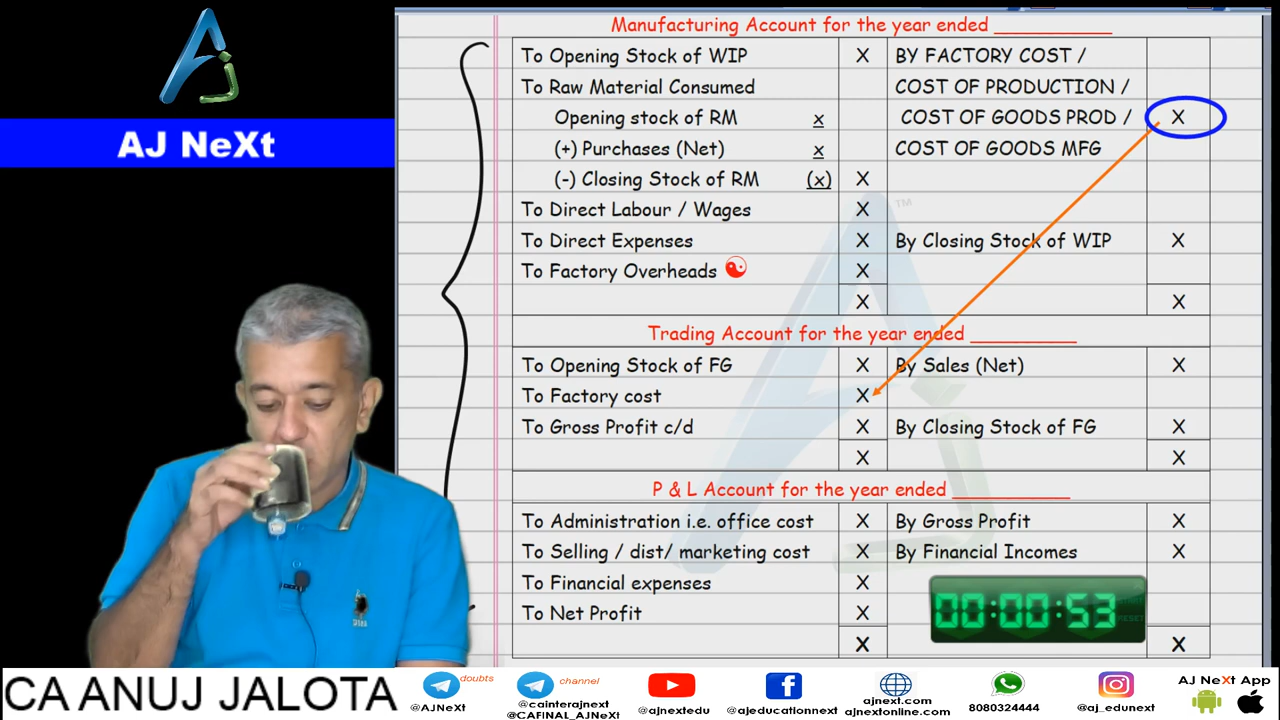 AJ NeXt
Manufacturing Account for the year ended __________
To Opening Stock of WIP X BY FACTORY COST /
To Raw Material Consumed COST OF PRODUCTION /
Opening stock of RM x COST OF GOODS PROD / X
(+) Purchases (Net) x COST OF GOODS MFG
(-) Closing Stock of RM (x) X
To Direct Labour / Wages X
To Direct Expenses X By Closing Stock of WIP X
To Factory Overheads X
X X
Trading Account for the year ended __________
To Opening Stock of FG X By Sales (Net) X
To Factory cost X
To Gross Profit c/d X By Closing Stock of FG X
X X
P & L Account for the year ended __________
To Administration i.e. office cost X By Gross Profit X
To Selling / dist/ marketing cost X By Financial Incomes X
To Financial expenses X
To Net Profit X
X X
00:00:53
TM
CA ANUJ JALOTA
doubts
@AJNeXt
channel
@cainterajnext
@CAFINAL_AJNeXt
@ajnextedu
@ajeducationnext
ajnext.com
ajnextonline.com
8080324444
@aj_edunext
AJ NeXt App